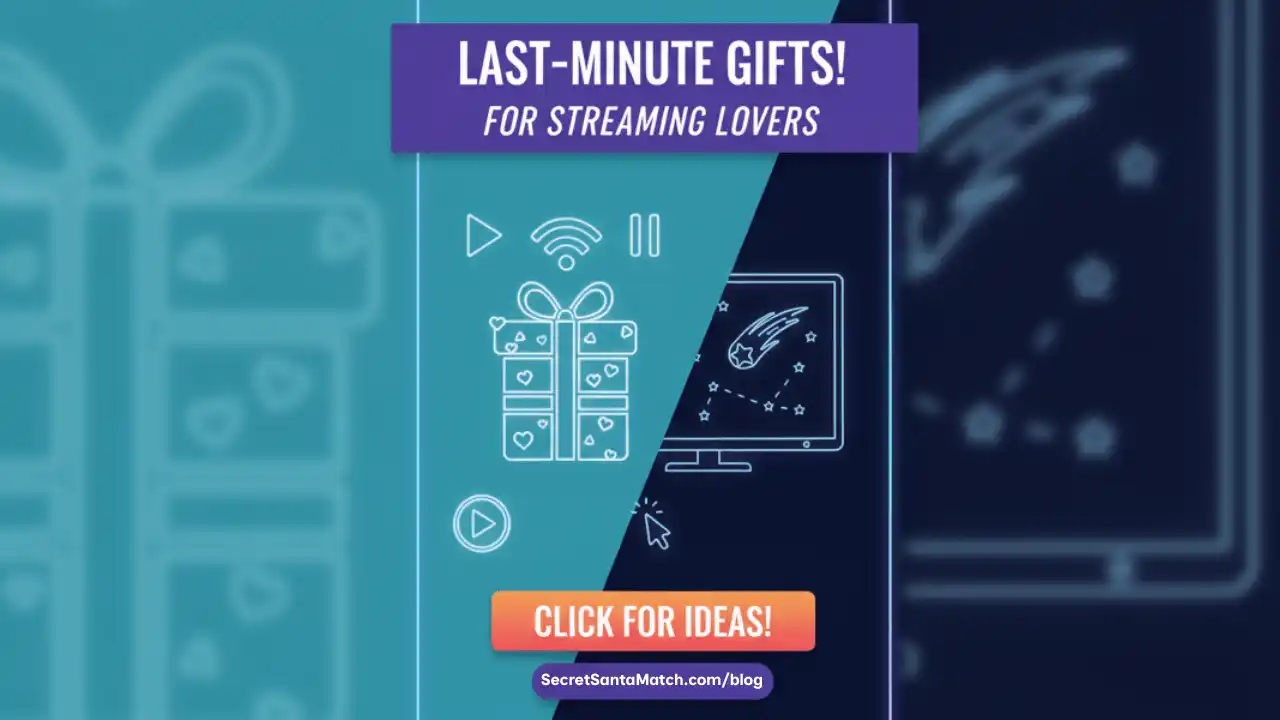 LAST-MINUTE GIFTS!
FOR STREAMING LOVERS
CLICK FOR IDEAS!
SecretSantaMatch.com/blog